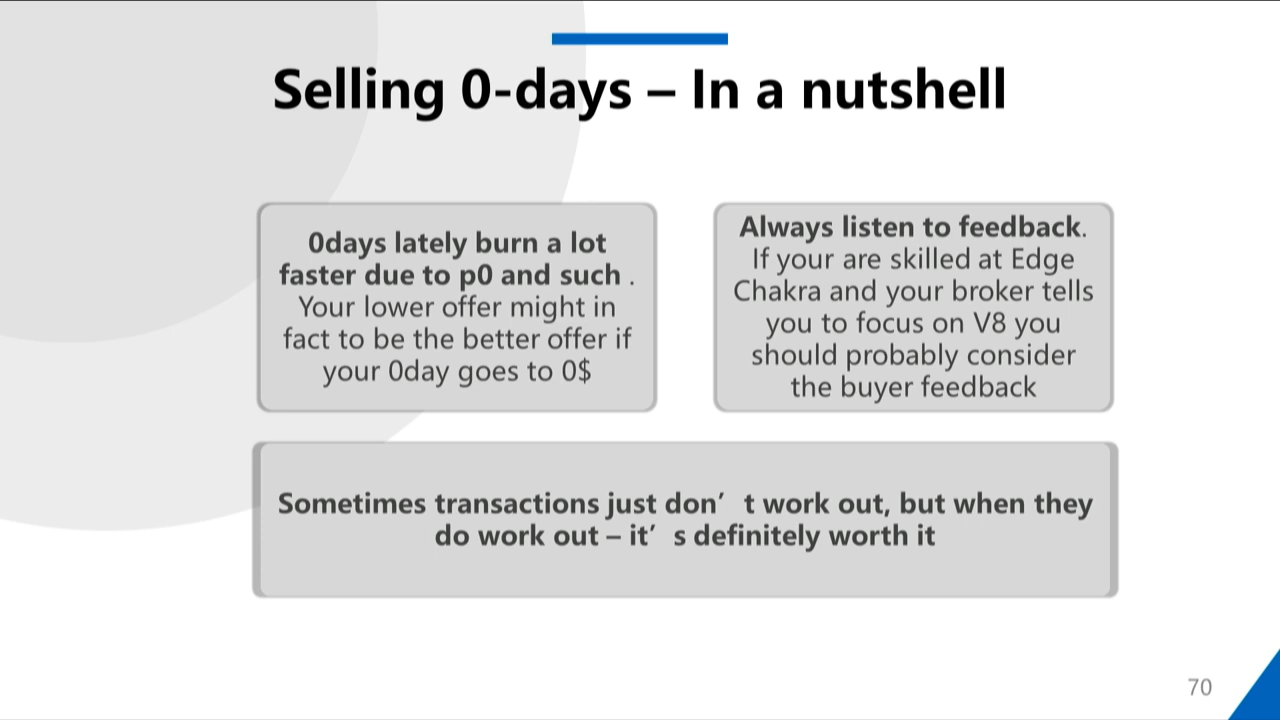 Selling 0-days – In a nutshell
0days lately burn a lot
faster due to p0 and such .
Your lower offer might in
fact to be the better offer if
your 0day goes to 0$
Always listen to feedback.
If your are skilled at Edge
Chakra and your broker tells
you to focus on V8 you
should probably consider
the buyer feedback
Sometimes transactions just don’ t work out, but when they
do work out – it’ s definitely worth it
70